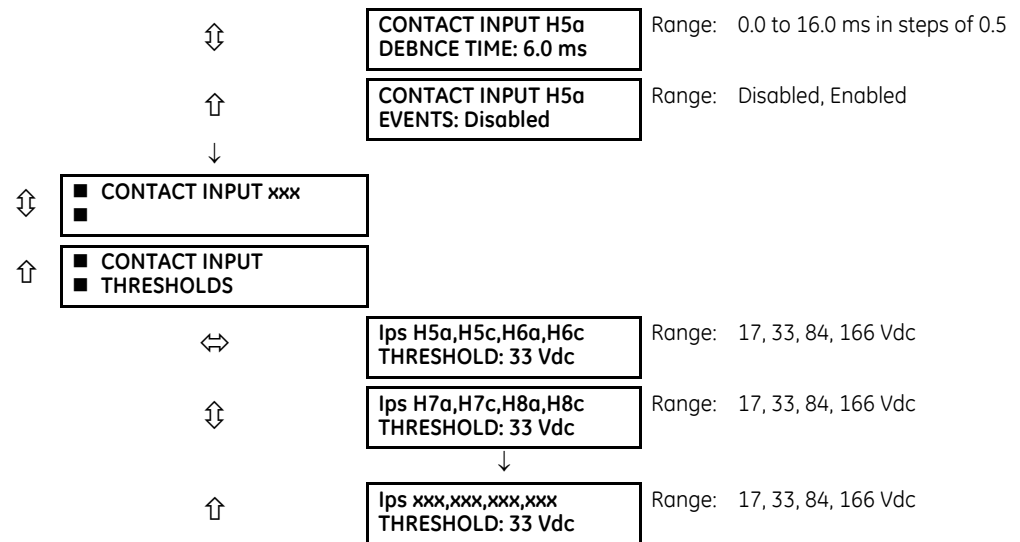 CONTACT INPUT H5a
DEBNCE TIME: 6.0 ms
Range: 0.0 to 16.0 ms in steps of 0.5
CONTACT INPUT H5a
EVENTS: Disabled
Range: Disabled, Enabled
■ CONTACT INPUT xxx
■
■ CONTACT INPUT
■ THRESHOLDS
Ips H5a,H5c,H6a,H6c
THRESHOLD: 33 Vdc
Range: 17, 33, 84, 166 Vdc
Ips H7a,H7c,H8a,H8c
THRESHOLD: 33 Vdc
Range: 17, 33, 84, 166 Vdc
Ips xxx,xxx,xxx,xxx
THRESHOLD: 33 Vdc
Range: 17, 33, 84, 166 Vdc